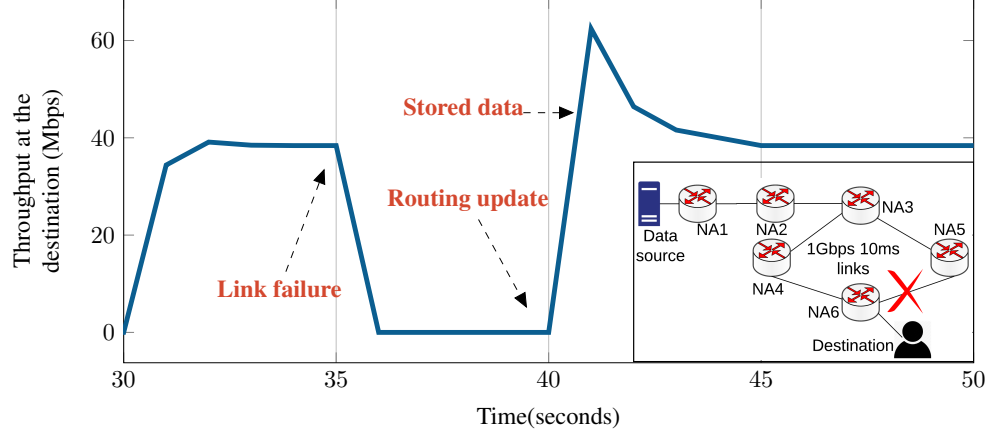 Throughput at the
destination (Mbps)
60
40
20
0
30
35
40
45
50
Time(seconds)
Stored data
Routing update
Link failure
Data
source
NA1
NA2
NA3
NA4
NA5
NA6
1Gbps 10ms
links
Destination